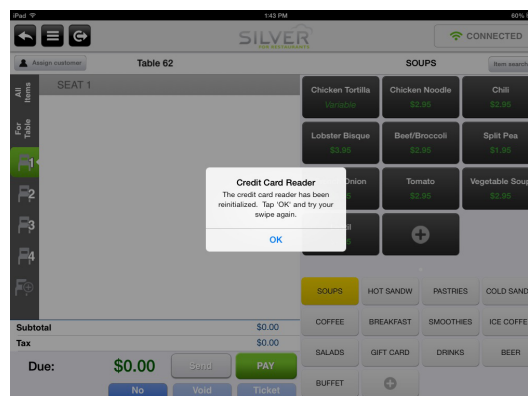 iPad
1:43 PM
60%
SILVER
FOR RESTAURANTS
CONNECTED
Assign customer
Table 62
SOUPS
Item search
All Items
For Table
SEAT 1
1
2
3
4
Chicken Tortilla
Variable
Chicken Noodle
$2.95
Chili
$2.95
Lobster Bisque
$3.95
Beef/Broccoli
$2.95
Split Pea
$1.95
Onion
Tomato
$2.95
Vegetable Soup
$2.95
Credit Card Reader
The credit card reader has been
reinitialized. Tap 'OK' and try your
swipe again.
OK
SOUPS
HOT SANDW
PASTRIES
COLD SAND
COFFEE
BREAKFAST
SMOOTHIES
ICE COFFE
SALADS
GIFT CARD
DRINKS
BEER
BUFFET
Subtotal
$0.00
Tax
$0.00
Due:
$0.00
Send
PAY
No
Void
Ticket